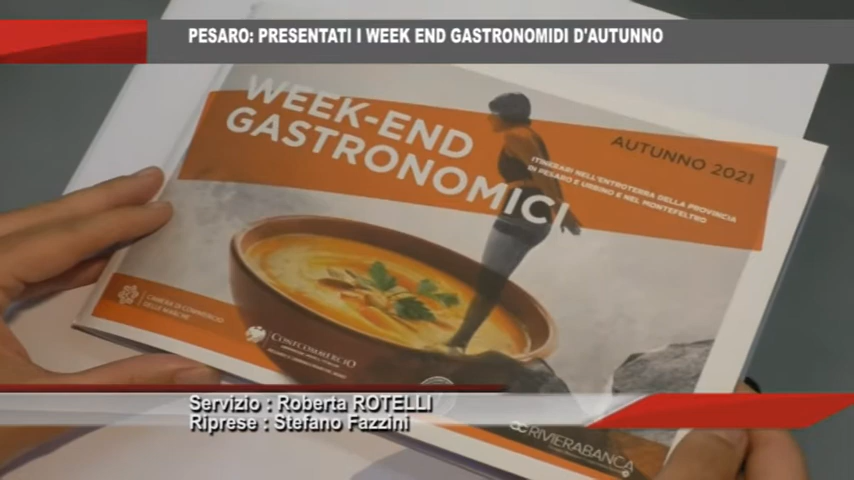 PESARO: PRESENTATI I WEEK END GASTRONOMIDI D'AUTUNNO
WEEK-END
GASTRONOMICI
AUTUNNO 2021
ITINERARI NELL'ENTROTERRA DELLA PROVINCIA
DI PESARO E URBINO E NEL MONTEFELTRO
CAMERA DI COMMERCIO
DELLE MARCHE
CONFCOMMERCIO
Servizio : Roberta ROTELLI
Riprese : Stefano Fazzini
RIVIERABANCA